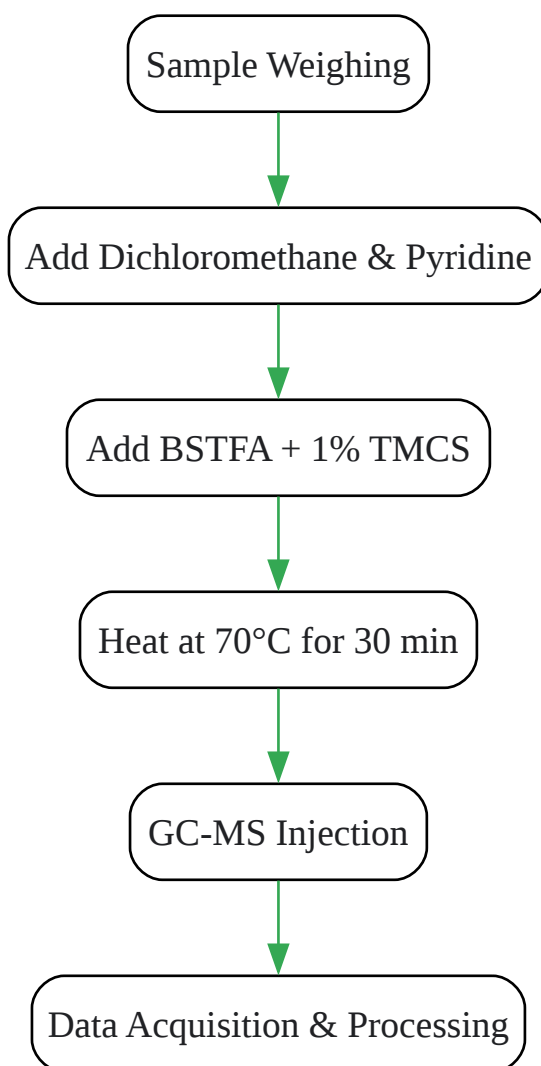 Sample Weighing
Add Dichloromethane & Pyridine
Add BSTFA + 1% TMCS
Heat at 70°C for 30 min
GC-MS Injection
Data Acquisition & Processing